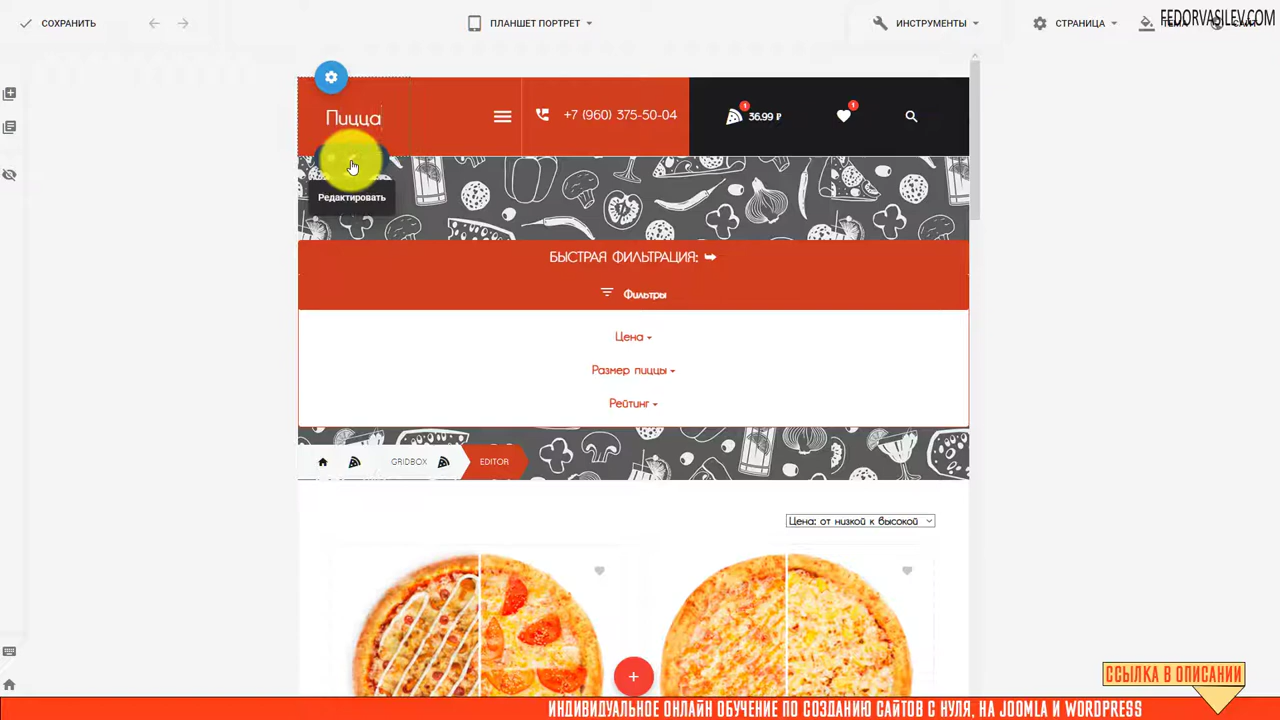 СОХРАНИТЬ
ПЛАНШЕТ ПОРТРЕТ
ИНСТРУМЕНТЫ
СТРАНИЦА
FEDORVASILEV.COM
Пицца
+7 (960) 375-50-04
1
36.99 ₽
1
Редактировать
БЫСТРАЯ ФИЛЬТРАЦИЯ:
Фильтры
Цена
Размер пиццы
Рейтинг
GRIDBOX
EDITOR
Цена: от низкой к высокой
ССЫЛКА В ОПИСАНИИ
ИНДИВИДУАЛЬНОЕ ОНЛАЙН ОБУЧЕНИЕ ПО СОЗДАНИЮ САЙТОВ С НУЛЯ, НА JOOMLA И WORDPRESS